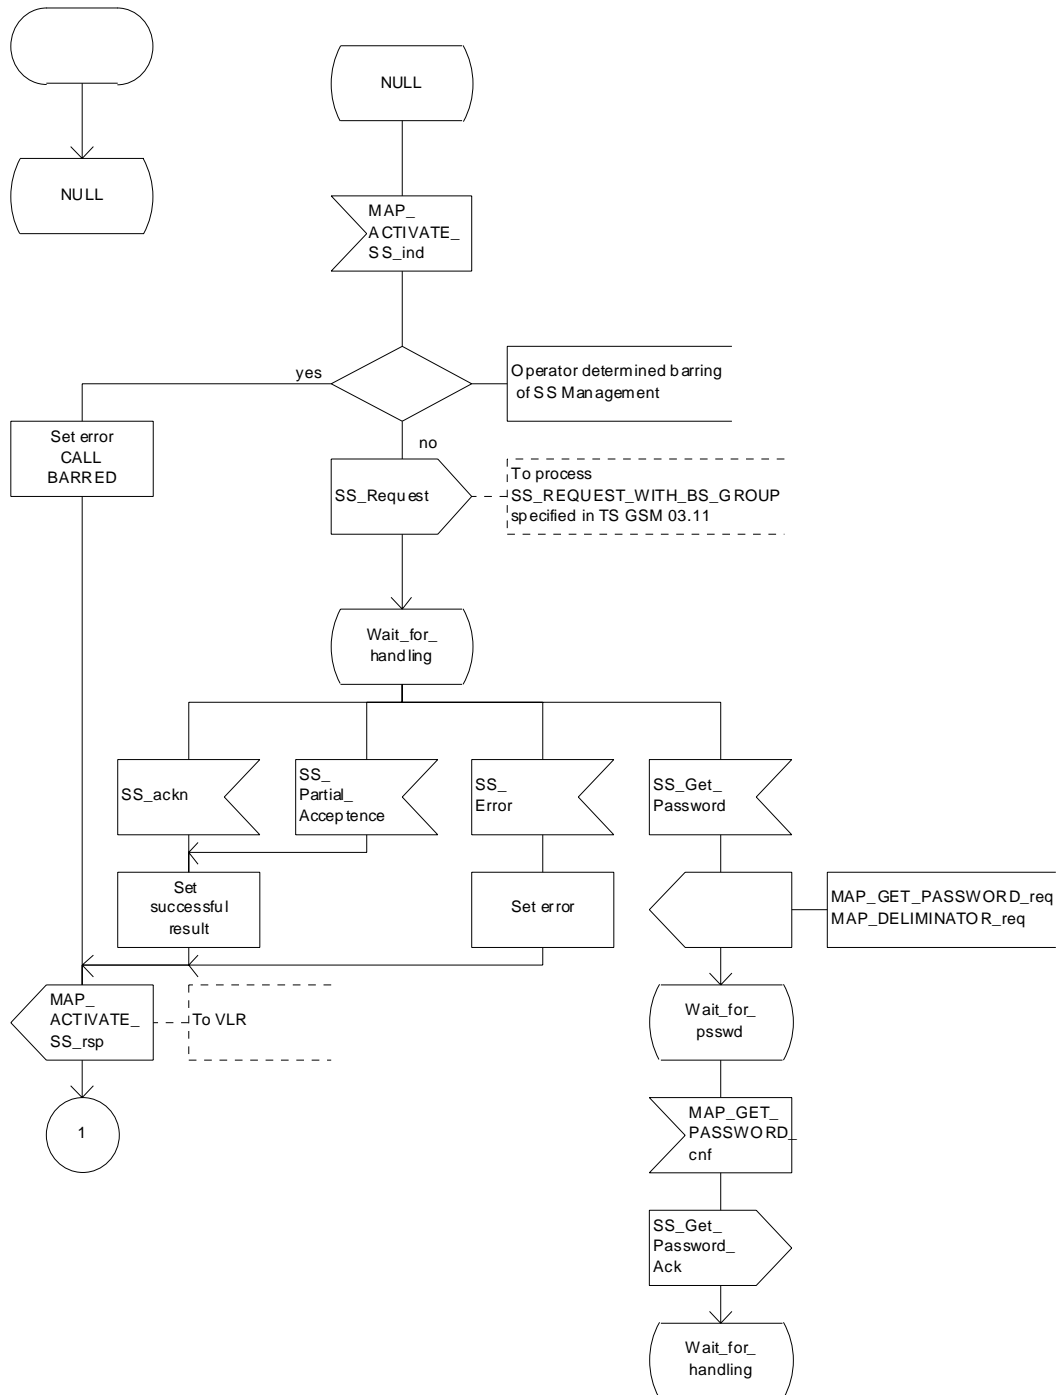 NULL
NULL
MAP_
ACTIVATE_
SS_ind
yes
Operator determined barring
of SS Management
Set error
CALL
BARRED
no
SS_Request
To process
SS_REQUEST_WITH_BS_GROUP
specified in TS GSM 03.11
Wait_for_
handling
SS_ackn
SS_
Partial_
Acceptence
SS_
Error
SS_Get_
Password
Set
successful
result
Set error
MAP_GET_PASSWORD_req
MAP_DELIMINATOR_req
MAP_
ACTIVATE_
SS_rsp
To VLR
Wait_for_
psswd
1
MAP_GET_
PASSWORD_
cnf
SS_Get_
Password_
Ack
Wait_for_
handling